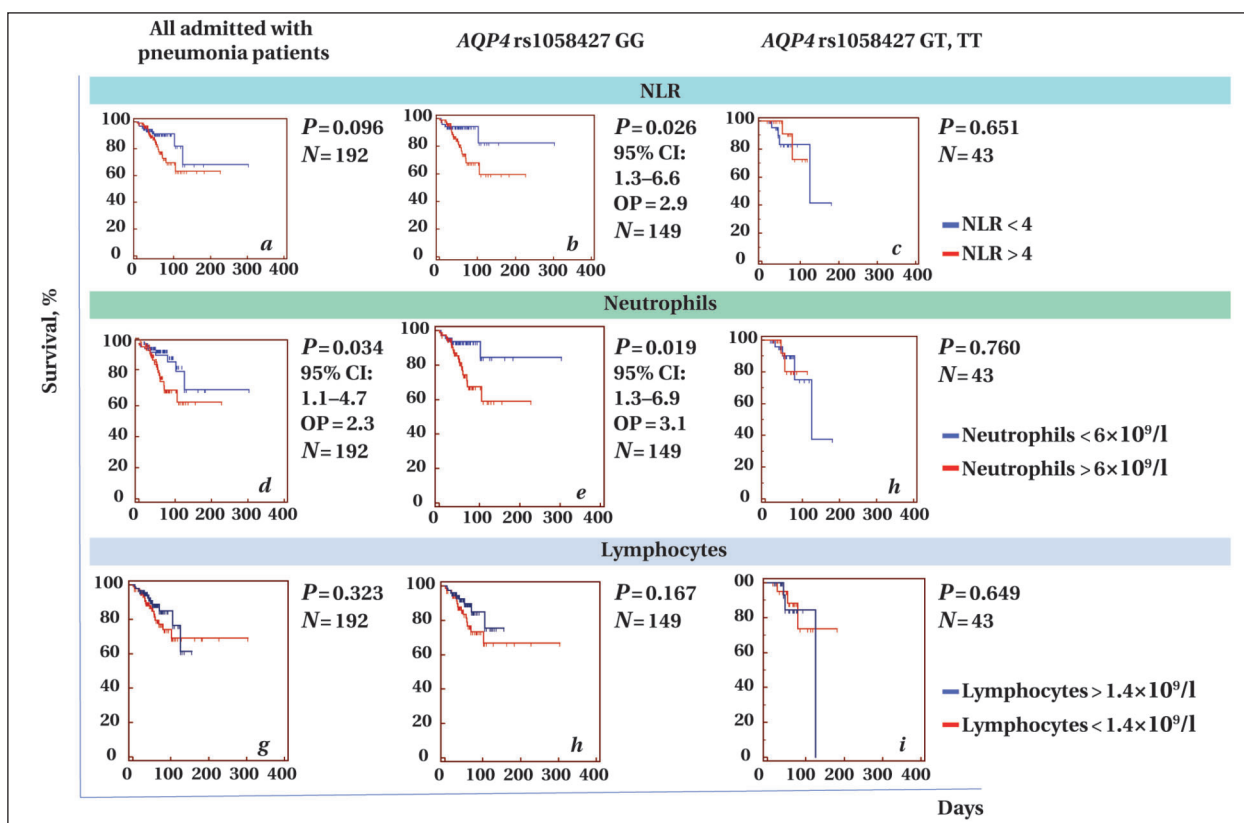 All admitted with
pneumonia patients
AQP4 rs1058427 GG
AQP4 rs1058427 GT, TT
Survival, %
NLR
100
80
60
40
20
0
0 100 200 300 400
a
P = 0.096
N = 192
100
80
60
40
20
0
0 100 200 300 400
b
P = 0.026
95% CI:
1.3–6.6
OP = 2.9
N = 149
100
80
60
40
20
0
0 100 200 300 400
c
P = 0.651
N = 43
NLR < 4
NLR > 4
Neutrophils
100
80
60
40
20
0
0 100 200 300 400
d
P = 0.034
95% CI:
1.1–4.7
OP = 2.3
N = 192
100
80
60
40
20
0
0 100 200 300 400
e
P = 0.019
95% CI:
1.3–6.9
OP = 3.1
N = 149
100
80
60
40
20
0
0 100 200 300 400
h
P = 0.760
N = 43
Neutrophils < 6×10⁹/l
Neutrophils > 6×10⁹/l
Lymphocytes
100
80
60
40
20
0
0 100 200 300 400
g
P = 0.323
N = 192
100
80
60
40
20
0
0 100 200 300 400
h
P = 0.167
N = 149
00
80
60
40
20
0
0 100 200 300 400
i
P = 0.649
N = 43
Lymphocytes > 1.4×10⁹/l
Lymphocytes < 1.4×10⁹/l
Days